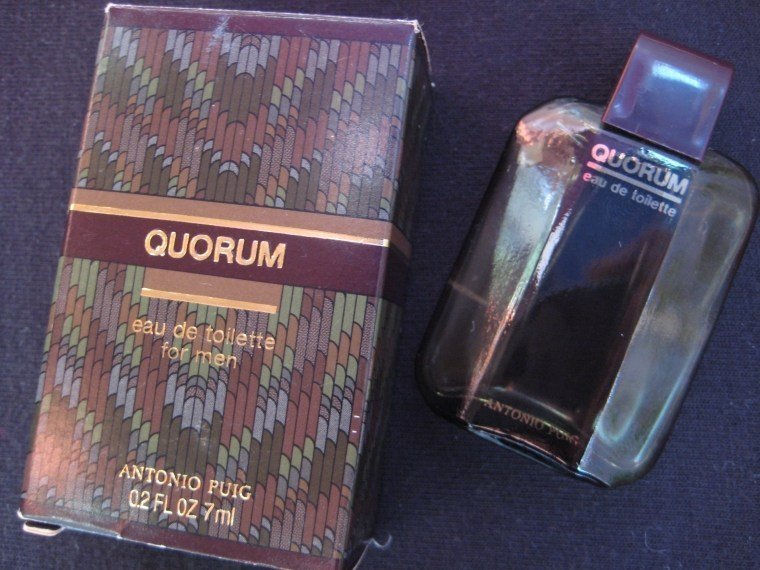 QUORUM
eau de toilette
for men
ANTONIO PUIG
0.2 FL OZ 7ml
QUORUM
eau de toilette
ANTONIO PUIG